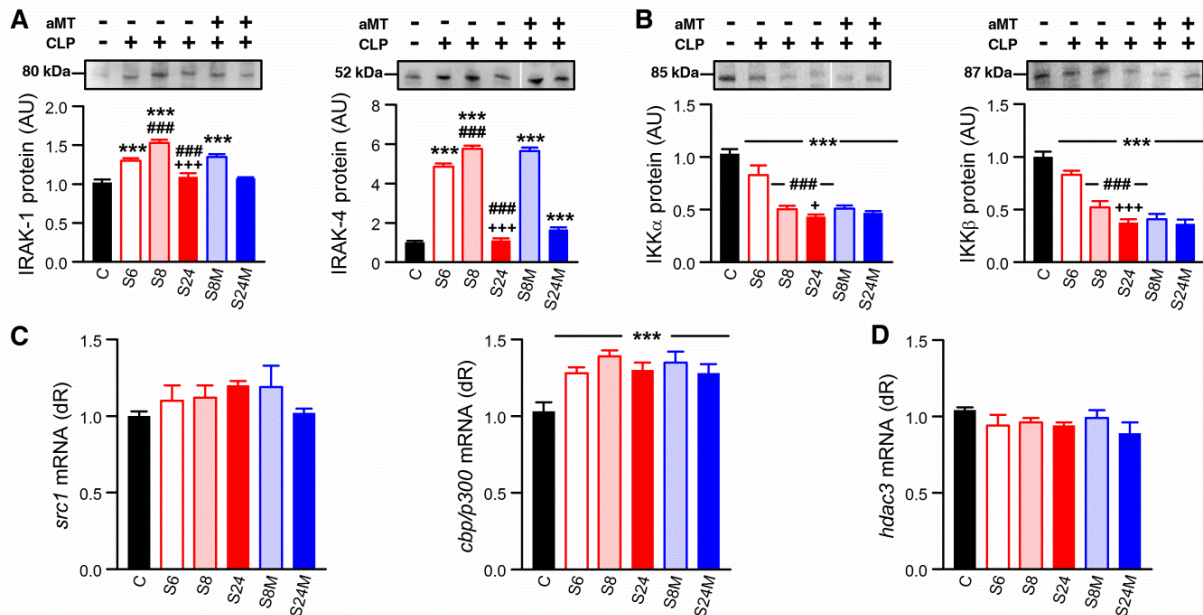 A
aMT + +
CLP - + + + + +
80 kDa
IRAK-1 protein (AU)
2.0
1.5
1.0
0.5
0.0
***
***
###
###
+++
***
C S6 S8 S24 S8M S24M
aMT + +
CLP - + + + + +
52 kDa
IRAK-4 protein (AU)
8
6
4
2
0
***
***
###
###
+++
***
***
C S6 S8 S24 S8M S24M
B
aMT + +
CLP - + + + + +
85 kDa
IKKα protein (AU)
1.5
1.0
0.5
0.0
***
###
+
C S6 S8 S24 S8M S24M
aMT + +
CLP - + + + + +
87 kDa
IKKβ protein (AU)
1.5
1.0
0.5
0.0
***
###
+++
C S6 S8 S24 S8M S24M
C
src1 mRNA (dR)
1.5
1.0
0.5
0.0
C S6 S8 S24 S8M S24M
cbp/p300 mRNA (dR)
1.5
1.0
0.5
0.0
***
C S6 S8 S24 S8M S24M
D
hdac3 mRNA (dR)
1.5
1.0
0.5
0.0
C S6 S8 S24 S8M S24M